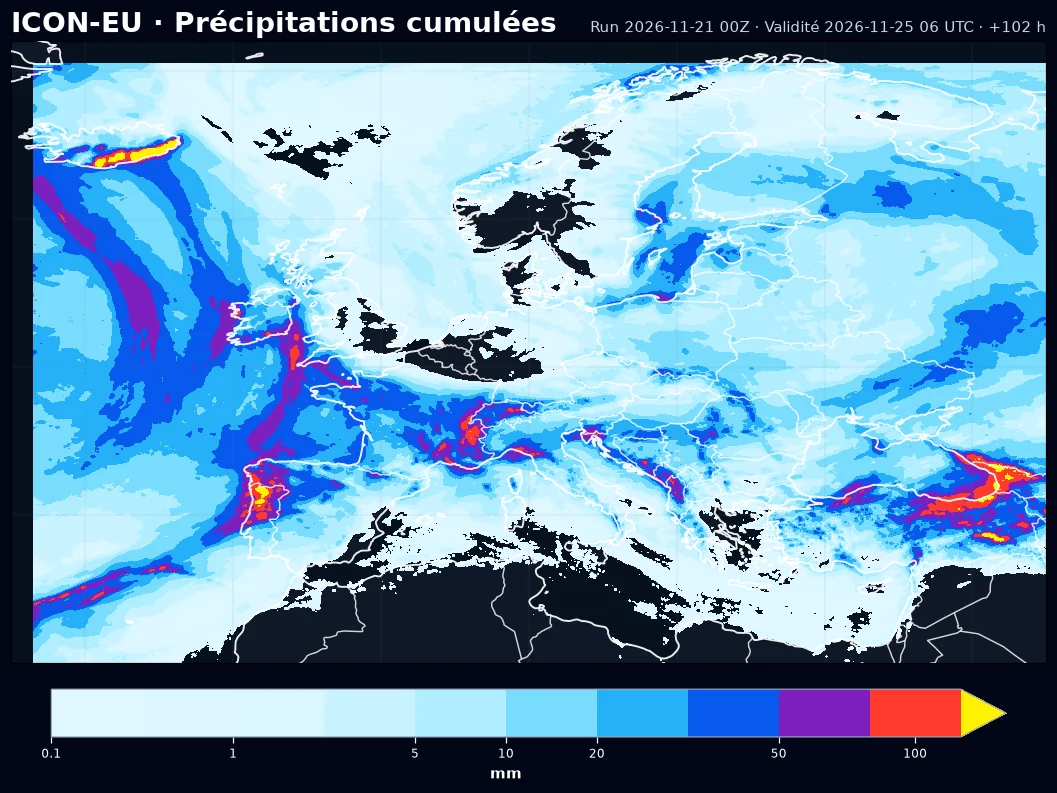 ICON-EU · Précipitations cumulées
Run 2026-11-21 00Z · Validité 2026-11-25 06 UTC · +102 h
0.1 1 5 10 20 50 100
mm